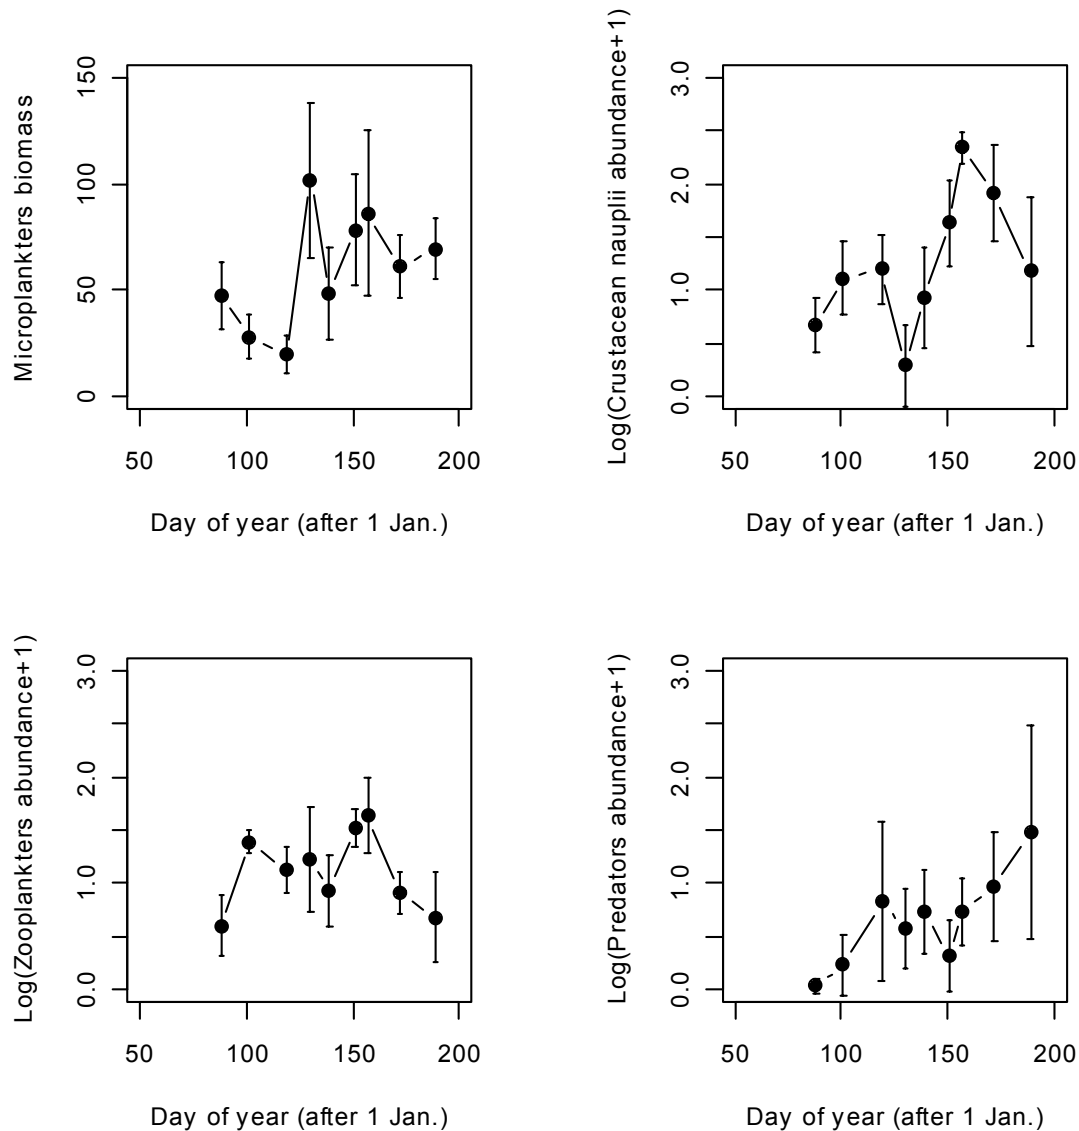 Microplankters biomass
150
100
50
0
50 100 150 200
Day of year (after 1 Jan.)
Log(Crustacean nauplii abundance+1)
3.0
2.0
1.0
0.0
50 100 150 200
Day of year (after 1 Jan.)
Log(Zooplankters abundance+1)
3.0
2.0
1.0
0.0
50 100 150 200
Day of year (after 1 Jan.)
Log(Predators abundance+1)
3.0
2.0
1.0
0.0
50 100 150 200
Day of year (after 1 Jan.)